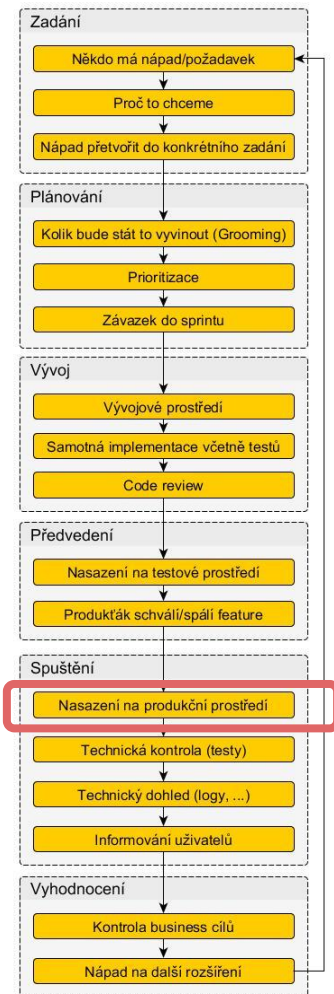 Zadání
Někdo má nápad/požadavek
Proč to chceme
Nápad přetvořit do konkrétního zadání
Plánování
Kolik bude stát to vyvinout (Grooming)
Prioritizace
Závazek do sprintu
Vývoj
Vývojové prostředí
Samotná implementace včetně testů
Code review
Předvedení
Nasazení na testové prostředí
Produkťák schválí/spálí feature
Spuštění
Nasazení na produkční prostředí
Technická kontrola (testy)
Technický dohled (logy, ...)
Informování uživatelů
Vyhodnocení
Kontrola business cílů
Nápad na další rozšíření